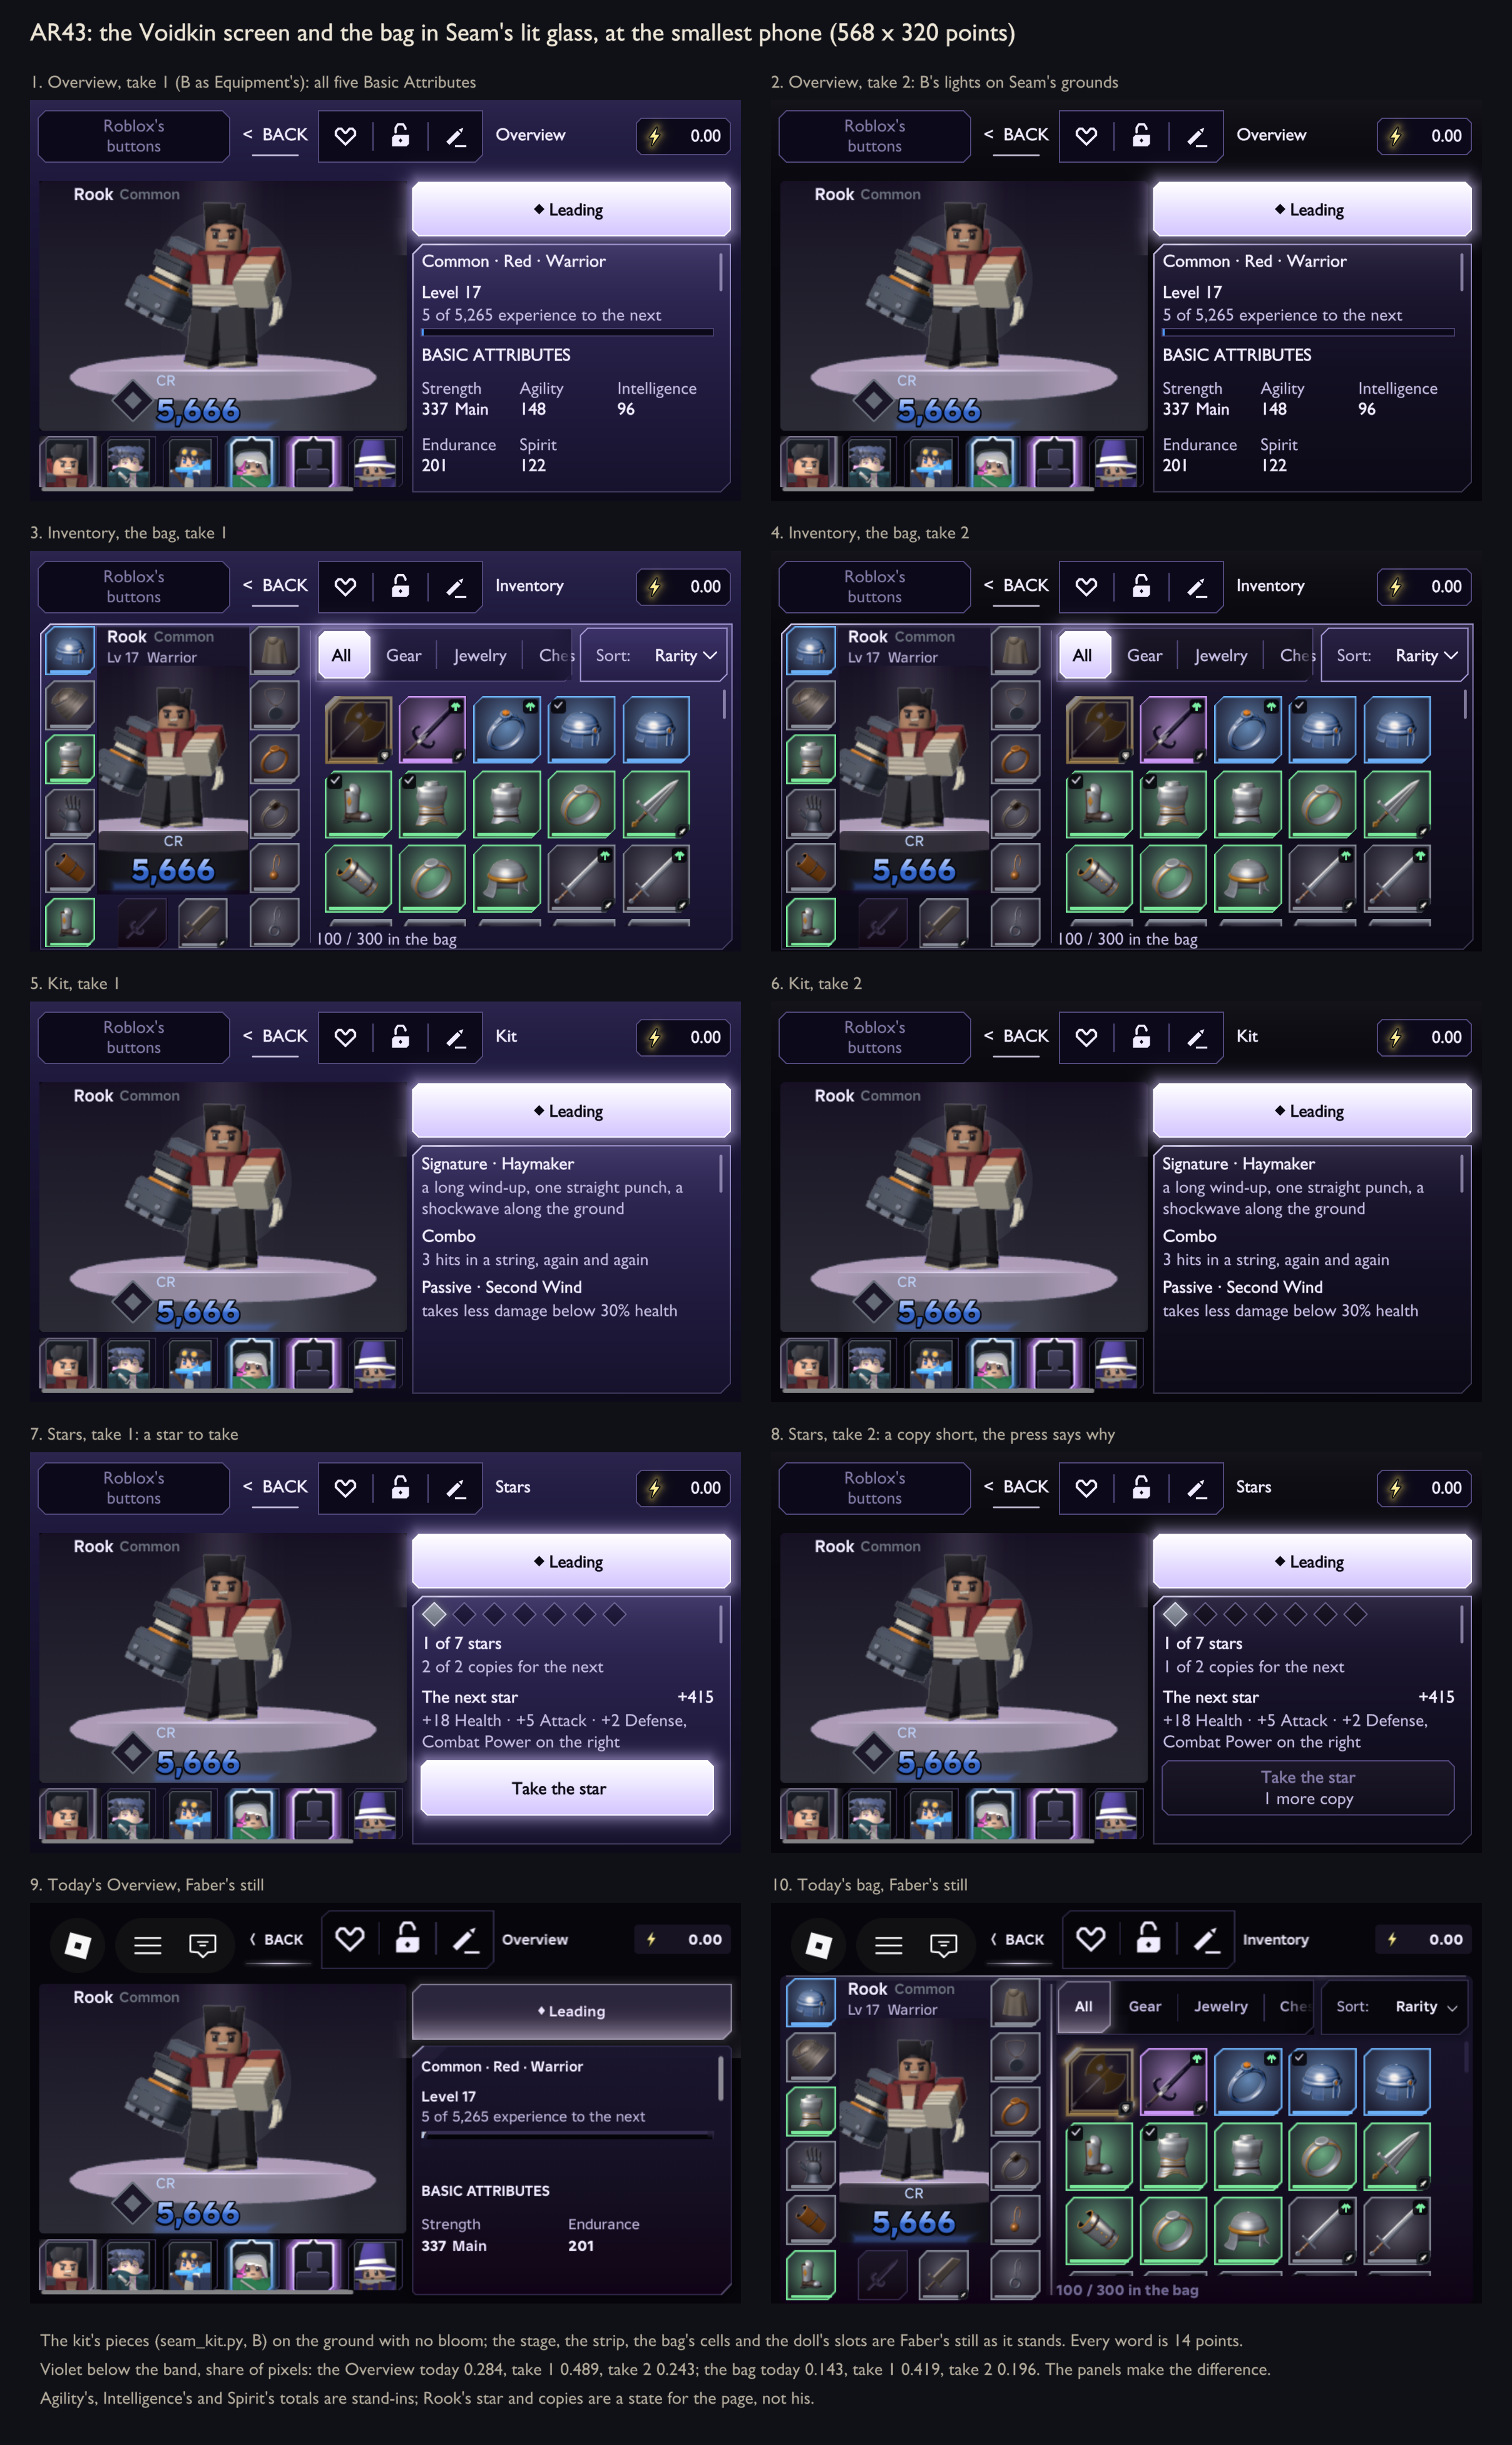 AR43: the Voidkin screen and the bag in Seam's lit glass, at the smallest phone (568 x 320 points)
1. Overview, take 1 (B as Equipment's): all five Basic Attributes
Roblox's
buttons
< BACK
Overview
0.00
Rook Common
◆ Leading
Common · Red · Warrior
Level 17
5 of 5,265 experience to the next
BASIC ATTRIBUTES
Strength
Agility
Intelligence
337 Main
148
96
Endurance
Spirit
201
122
CR
5,666
2. Overview, take 2: B's lights on Seam's grounds
Roblox's
buttons
< BACK
Overview
0.00
Rook Common
◆ Leading
Common · Red · Warrior
Level 17
5 of 5,265 experience to the next
BASIC ATTRIBUTES
Strength
Agility
Intelligence
337 Main
148
96
Endurance
Spirit
201
122
CR
5,666
3. Inventory, the bag, take 1
Roblox's
buttons
< BACK
Inventory
0.00
Rook Common
Lv 17 Warrior
All
Gear
Jewelry
Ches
Sort:
Rarity
CR
5,666
100 / 300 in the bag
4. Inventory, the bag, take 2
Roblox's
buttons
< BACK
Inventory
0.00
Rook Common
Lv 17 Warrior
All
Gear
Jewelry
Ches
Sort:
Rarity
CR
5,666
100 / 300 in the bag
5. Kit, take 1
Roblox's
buttons
< BACK
Kit
0.00
Rook Common
◆ Leading
Signature · Haymaker
a long wind-up, one straight punch, a
shockwave along the ground
Combo
3 hits in a string, again and again
Passive · Second Wind
takes less damage below 30% health
CR
5,666
6. Kit, take 2
Roblox's
buttons
< BACK
Kit
0.00
Rook Common
◆ Leading
Signature · Haymaker
a long wind-up, one straight punch, a
shockwave along the ground
Combo
3 hits in a string, again and again
Passive · Second Wind
takes less damage below 30% health
CR
5,666
7. Stars, take 1: a star to take
Roblox's
buttons
< BACK
Stars
0.00
Rook Common
◆ Leading
1 of 7 stars
2 of 2 copies for the next
The next star +415
+18 Health · +5 Attack · +2 Defense,
Combat Power on the right
Take the star
CR
5,666
8. Stars, take 2: a copy short, the press says why
Roblox's
buttons
< BACK
Stars
0.00
Rook Common
◆ Leading
1 of 7 stars
1 of 2 copies for the next
The next star +415
+18 Health · +5 Attack · +2 Defense,
Combat Power on the right
Take the star
1 more copy
CR
5,666
9. Today's Overview, Faber's still
BACK
Overview
0.00
Rook Common
♦ Leading
Common · Red · Warrior
Level 17
5 of 5,265 experience to the next
BASIC ATTRIBUTES
Strength
Endurance
337 Main
201
CR
5,666
10. Today's bag, Faber's still
BACK
Inventory
0.00
Rook Common
Lv 17 Warrior
All
Gear
Jewelry
Ches
Sort:
Rarity
CR
5,666
100 / 300 in the bag
The kit's pieces (seam_kit.py, B) on the ground with no bloom; the stage, the strip, the bag's cells and the doll's slots are Faber's still as it stands. Every word is 14 points.
Violet below the band, share of pixels: the Overview today 0.284, take 1 0.489, take 2 0.243; the bag today 0.143, take 1 0.419, take 2 0.196. The panels make the difference.
Agility's, Intelligence's and Spirit's totals are stand-ins; Rook's star and copies are a state for the page, not his.